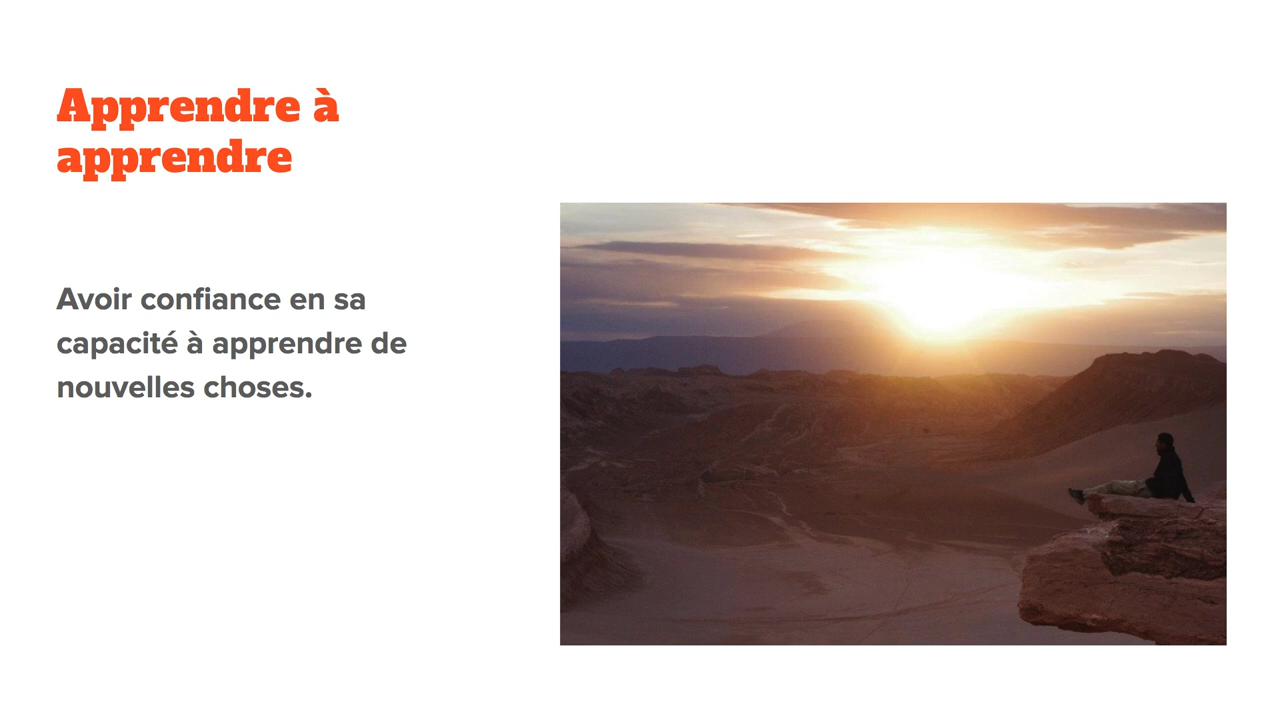 Apprendre à
apprendre
Avoir confiance en sa
capacité à apprendre de
nouvelles choses.